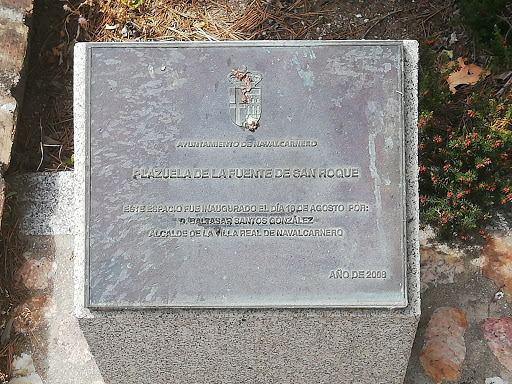 AYUNTAMIENTO DE NAVALCARNERO
PLAZUELA DE LA FUENTE DE SAN ROQUE
ESTE ESPACIO FUE INAUGURADO EL DÍA 10 DE AGOSTO POR:
D. BALTASAR SANTOS GONZÁLEZ
ALCALDE DE LA VILLA REAL DE NAVALCARNERO
AÑO DE 2008